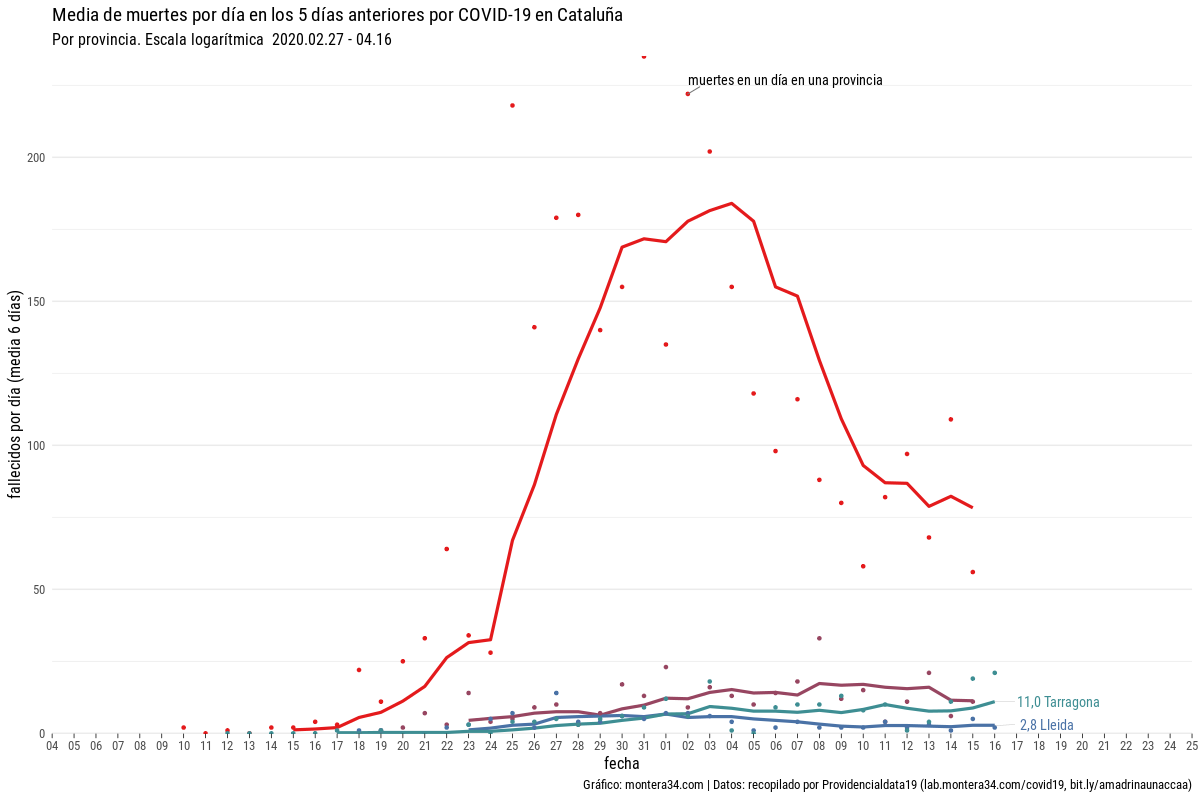 Media de muertes por día en los 5 días anteriores por COVID-19 en Cataluña
Por provincia. Escala logarítmica  2020.02.27 - 04.16
muertes en un día en una provincia
fallecidos por día (media 6 días)
200
150
100
50
0
11,0 Tarragona
2,8 Lleida
04 05 06 07 08 09 10 11 12 13 14 15 16 17 18 19 20 21 22 23 24 25 26 27 28 29 30 31 01 02 03 04 05 06 07 08 09 10 11 12 13 14 15 16 17 18 19 20 21 22 23 24 25
fecha
Gráfico: montera34.com | Datos: recopilado por Providencialdata19 (lab.montera34.com/covid19, bit.ly/amadrinaunaccaa)